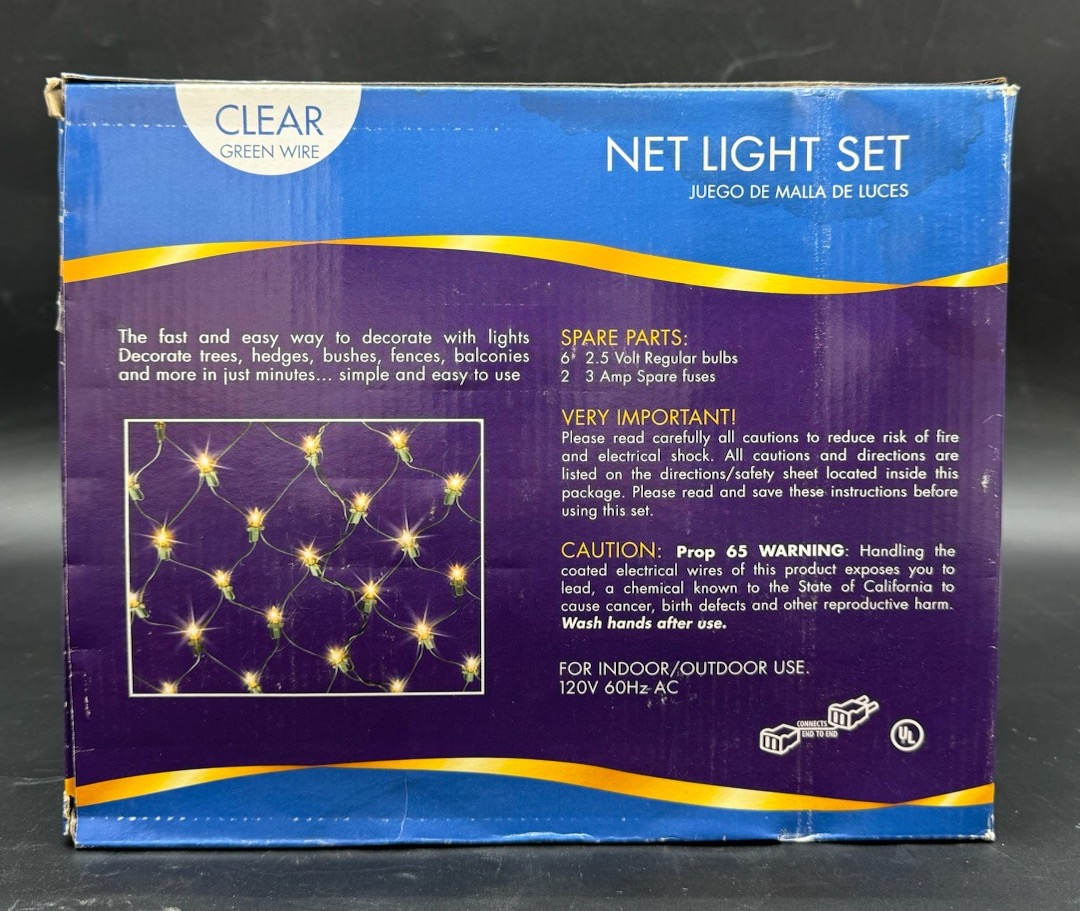 CLEAR
GREEN WIRE
NET LIGHT SET
JUEGO DE MALLA DE LUCES
The fast and easy way to decorate with lights
Decorate trees, hedges, bushes, fences, balconies
and more in just minutes... simple and easy to use
SPARE PARTS:
6 2.5 Volt Regular bulbs
2 3 Amp Spare fuses
VERY IMPORTANT!
Please read carefully all cautions to reduce risk of fire
and electrical shock. All cautions and directions are
listed on the directions/safety sheet located inside this
package. Please read and save these instructions before
using this set.
CAUTION: Prop 65 WARNING: Handling the
coated electrical wires of this product exposes you to
lead, a chemical known to the State of California to
cause cancer, birth defects and other reproductive harm.
Wash hands after use.
FOR INDOOR/OUTDOOR USE.
120V 60Hz AC
CONNECTS
END TO END
UL